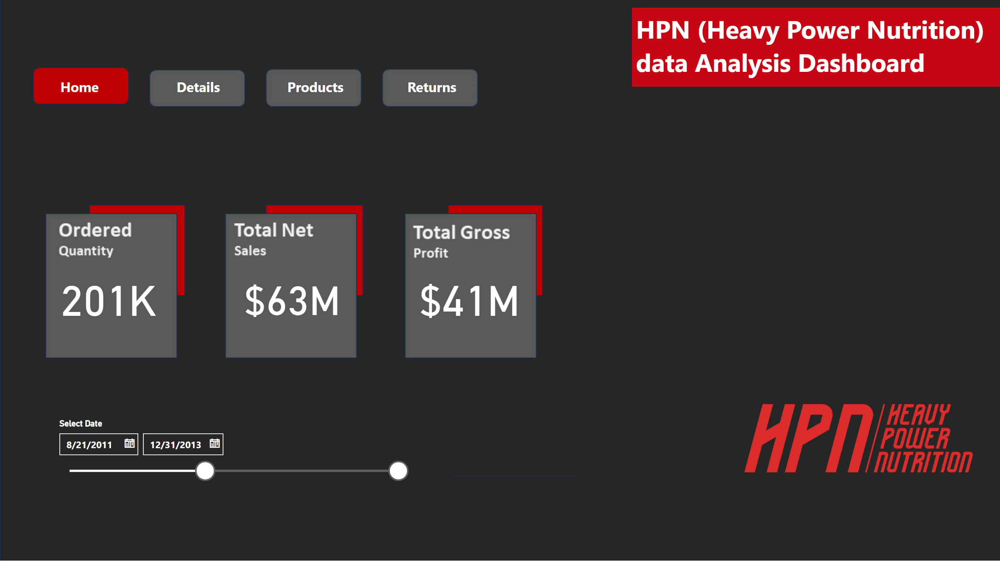 HPN (Heavy Power Nutrition)
data Analysis Dashboard
Home
Details
Products
Returns
Ordered
Quantity
201K
Total Net
Sales
$63M
Total Gross
Profit
$41M
Select Date
8/21/2011
12/31/2013
HPN
HEAVY
POWER
NUTRITION